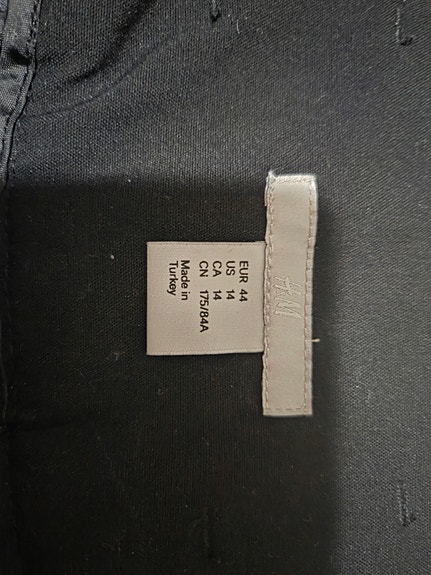 H&M
EUR 44
US 14
CA 14
CN 175/84A
Made in
Turkey